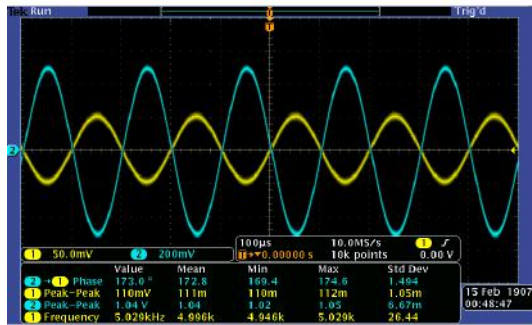 Tek Run Trig'd
T
T
2
1 50.0mV 2 200mV
100µs 10.0MS/s 1
T→▼0.00000 s 10k points 0.00 V
Value Mean Min Max Std Dev
2 →1 Phase 173.0 ° 172.8 169.4 174.6 1.494
1 Peak-Peak 110mV 111m 110m 112m 1.05m
2 Peak-Peak 1.04 V 1.04 1.02 1.05 6.67m
1 Frequency 5.029kHz 4.996k 4.946k 5.029k 26.44
15 Feb 1907
00:48:47